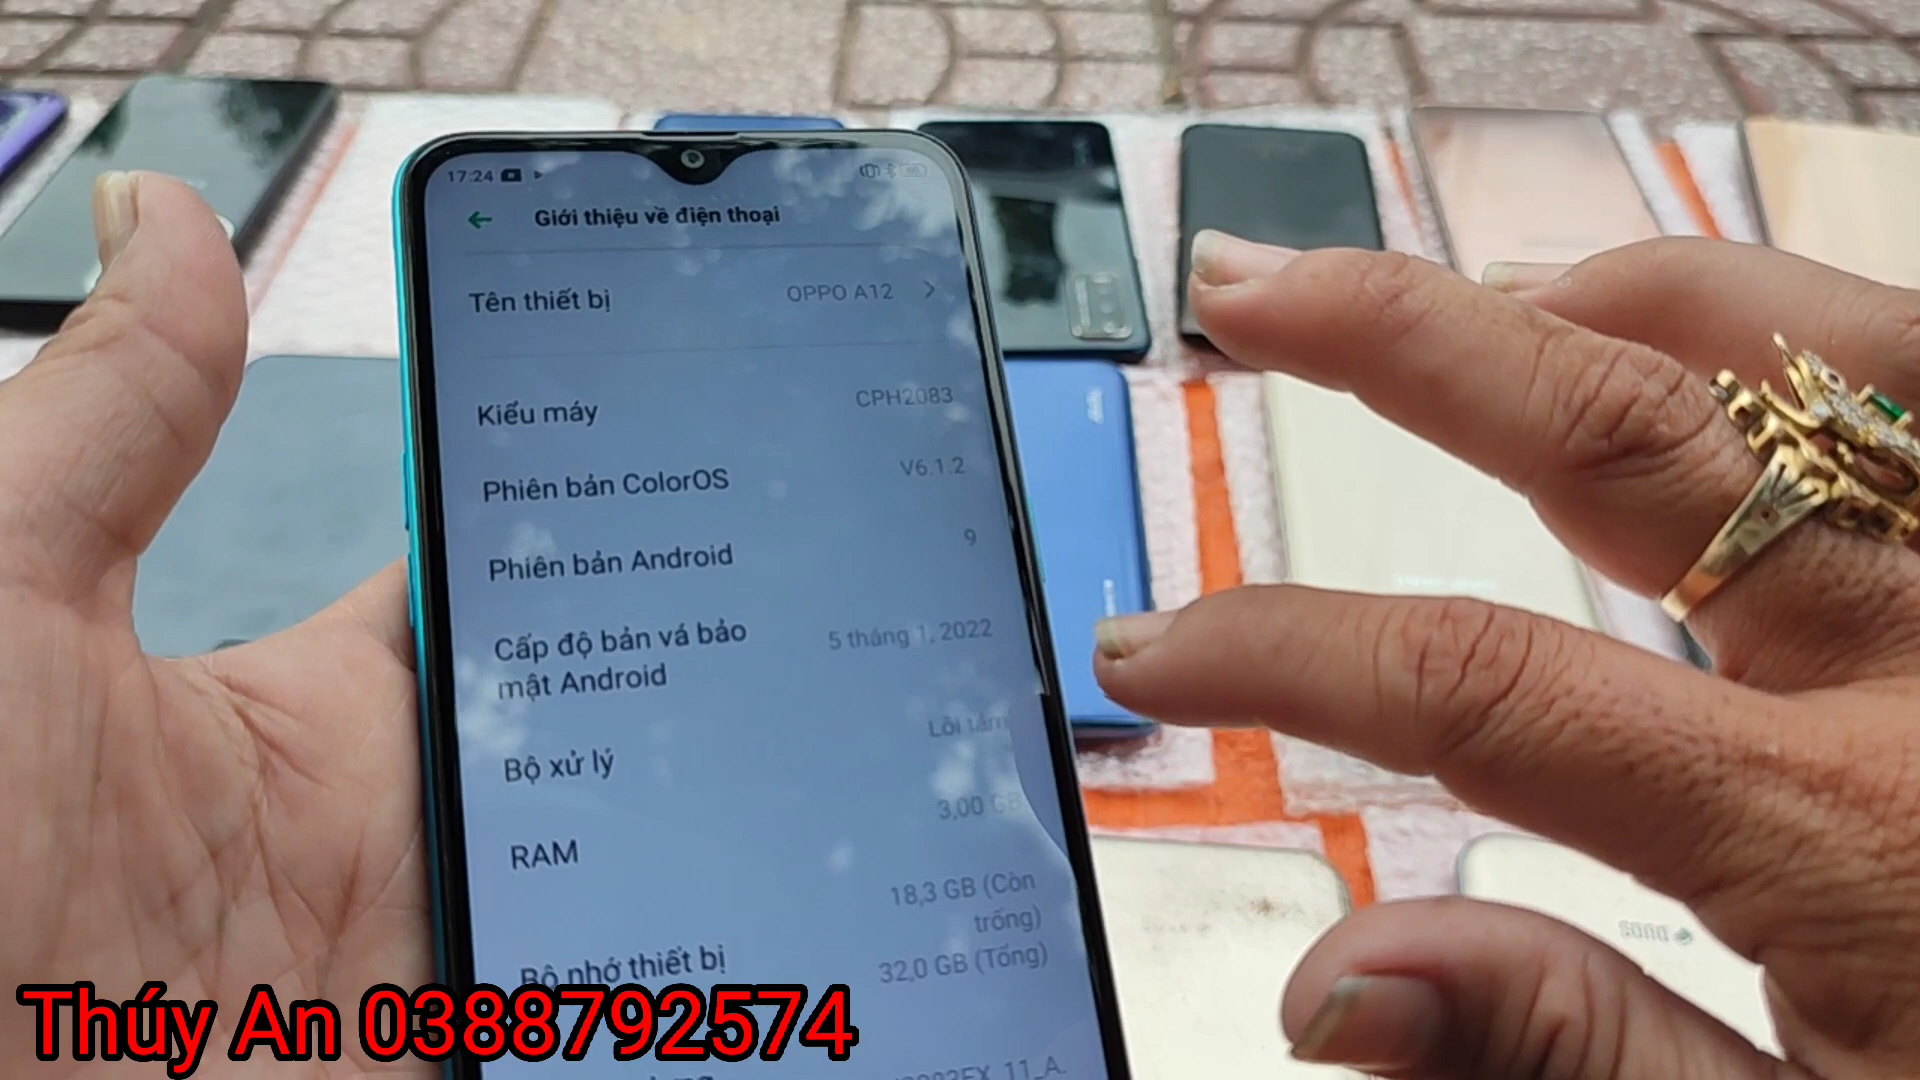 17:24
Giới thiệu về điện thoại
Tên thiết bị OPPO A12
Kiểu máy CPH2083
Phiên bản ColorOS V6.1.2
Phiên bản Android 9
Cấp độ bản vá bảo 5 tháng 1, 2022
mật Android
Bộ xử lý Lõi tám
RAM 3,00 GB
18,3 GB (Còn
trống)
Bộ nhớ thiết bị 32,0 GB (Tổng)
Thúy An 0388792574